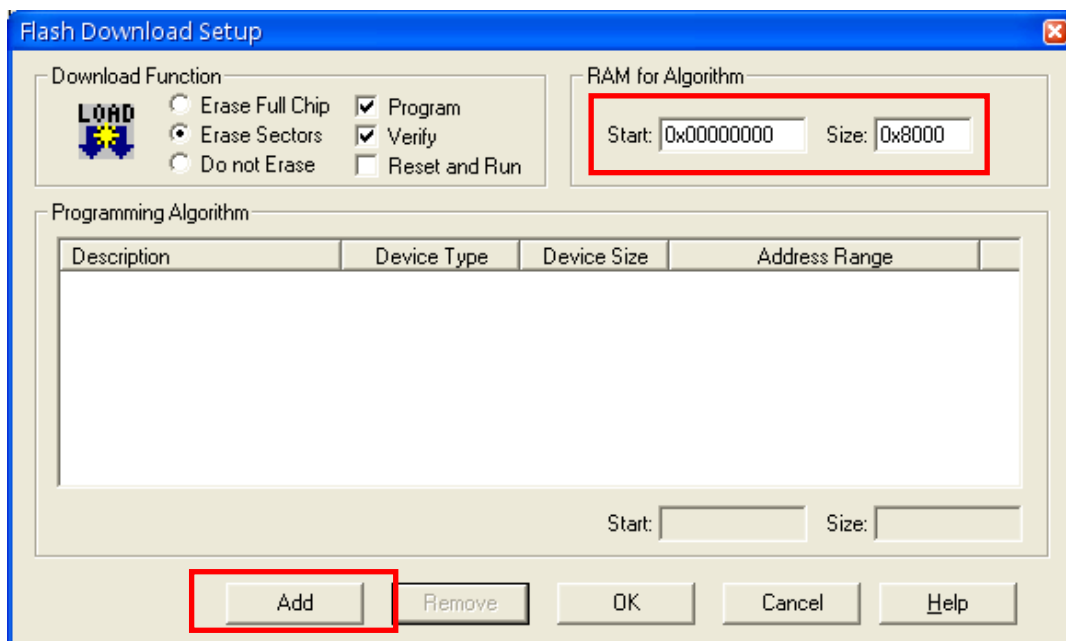 Flash Download Setup
Download Function
LOAD
Erase Full Chip
Erase Sectors
Do not Erase
Program
Verify
Reset and Run
RAM for Algorithm
Start: 0x00000000 Size: 0x8000
Programming Algorithm
Description Device Type Device Size Address Range
Start: Size:
Add Remove OK Cancel Help